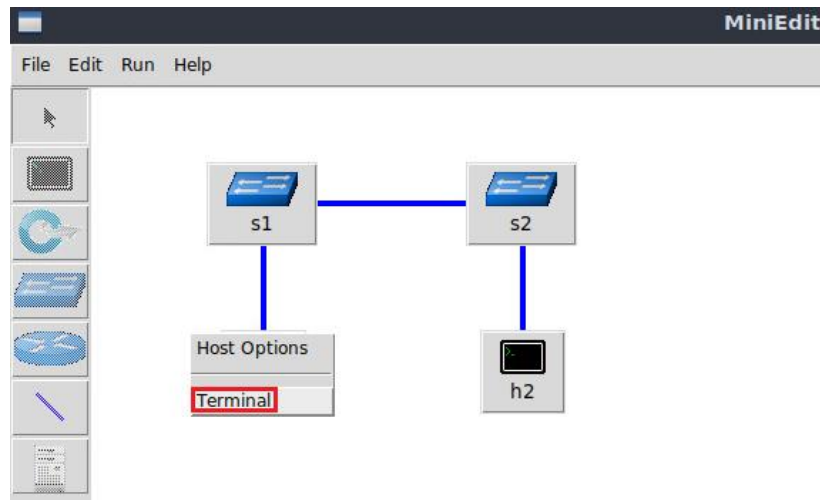 MiniEdit
File Edit Run Help
s1
s2
Host Options
Terminal
h2